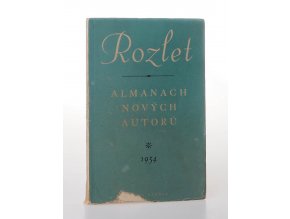 Rozlet
ALMANACH
NOVÝCH
AUTORŮ
*
1954